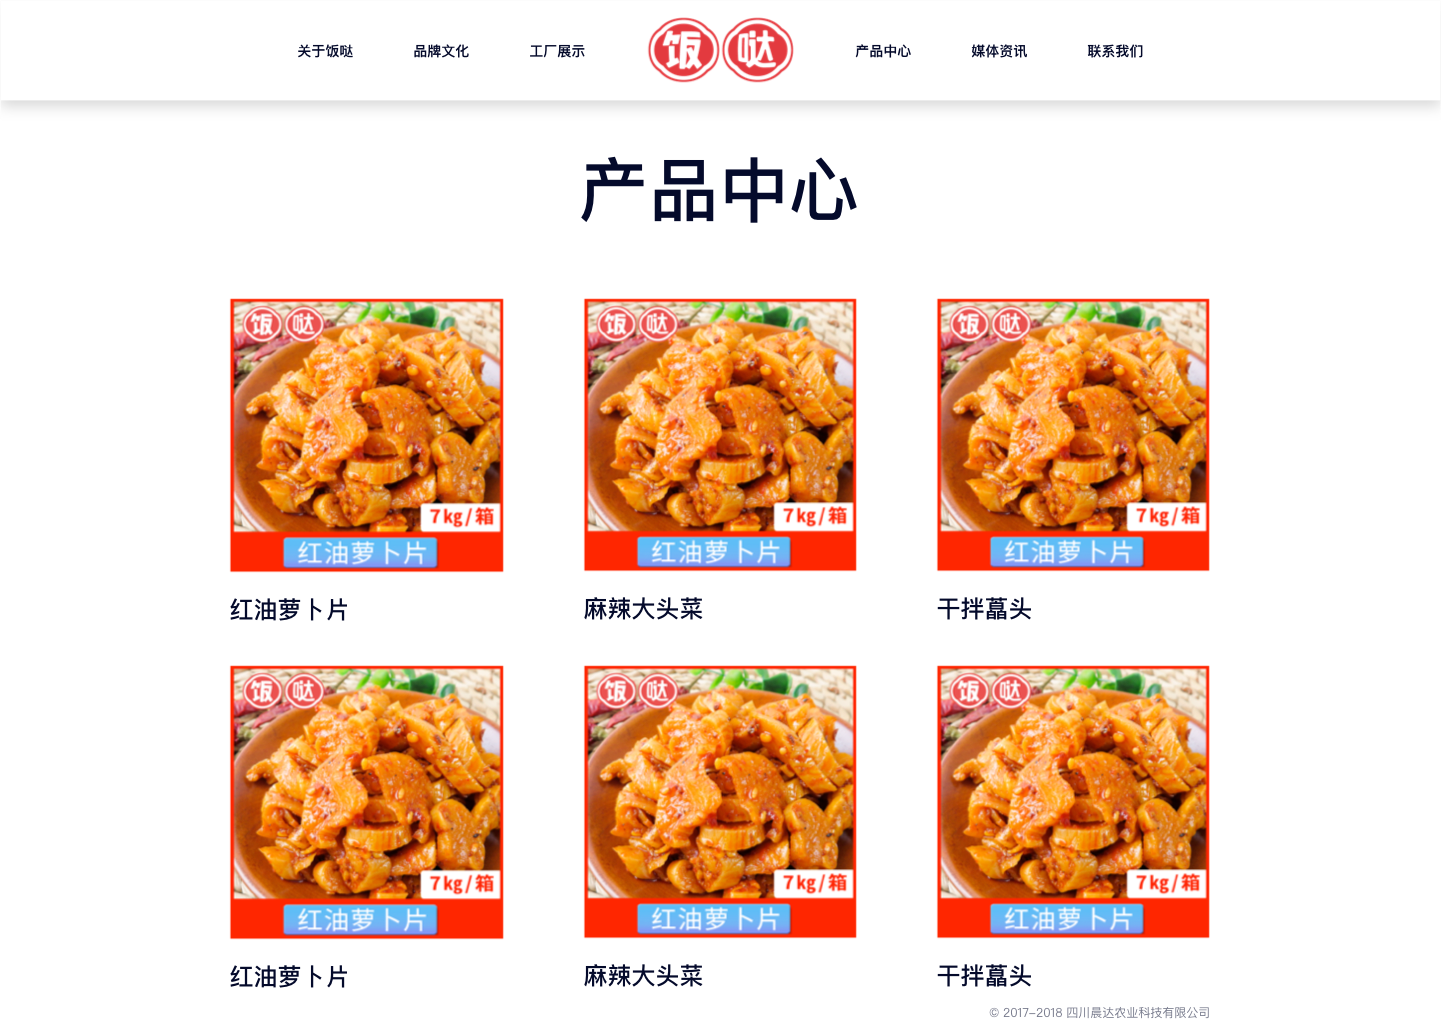 关于饭哒 品牌文化 工厂展示 饭哒 产品中心 媒体资讯 联系我们
产品中心
饭哒 饭哒 饭哒
7kg/箱 7kg/箱 7kg/箱
红油萝卜片 红油萝卜片 红油萝卜片
红油萝卜片 麻辣大头菜 干拌藠头
饭哒 饭哒 饭哒
7kg/箱 7kg/箱 7kg/箱
红油萝卜片 红油萝卜片 红油萝卜片
红油萝卜片 麻辣大头菜 干拌藠头
© 2017-2018 四川晨达农业科技有限公司